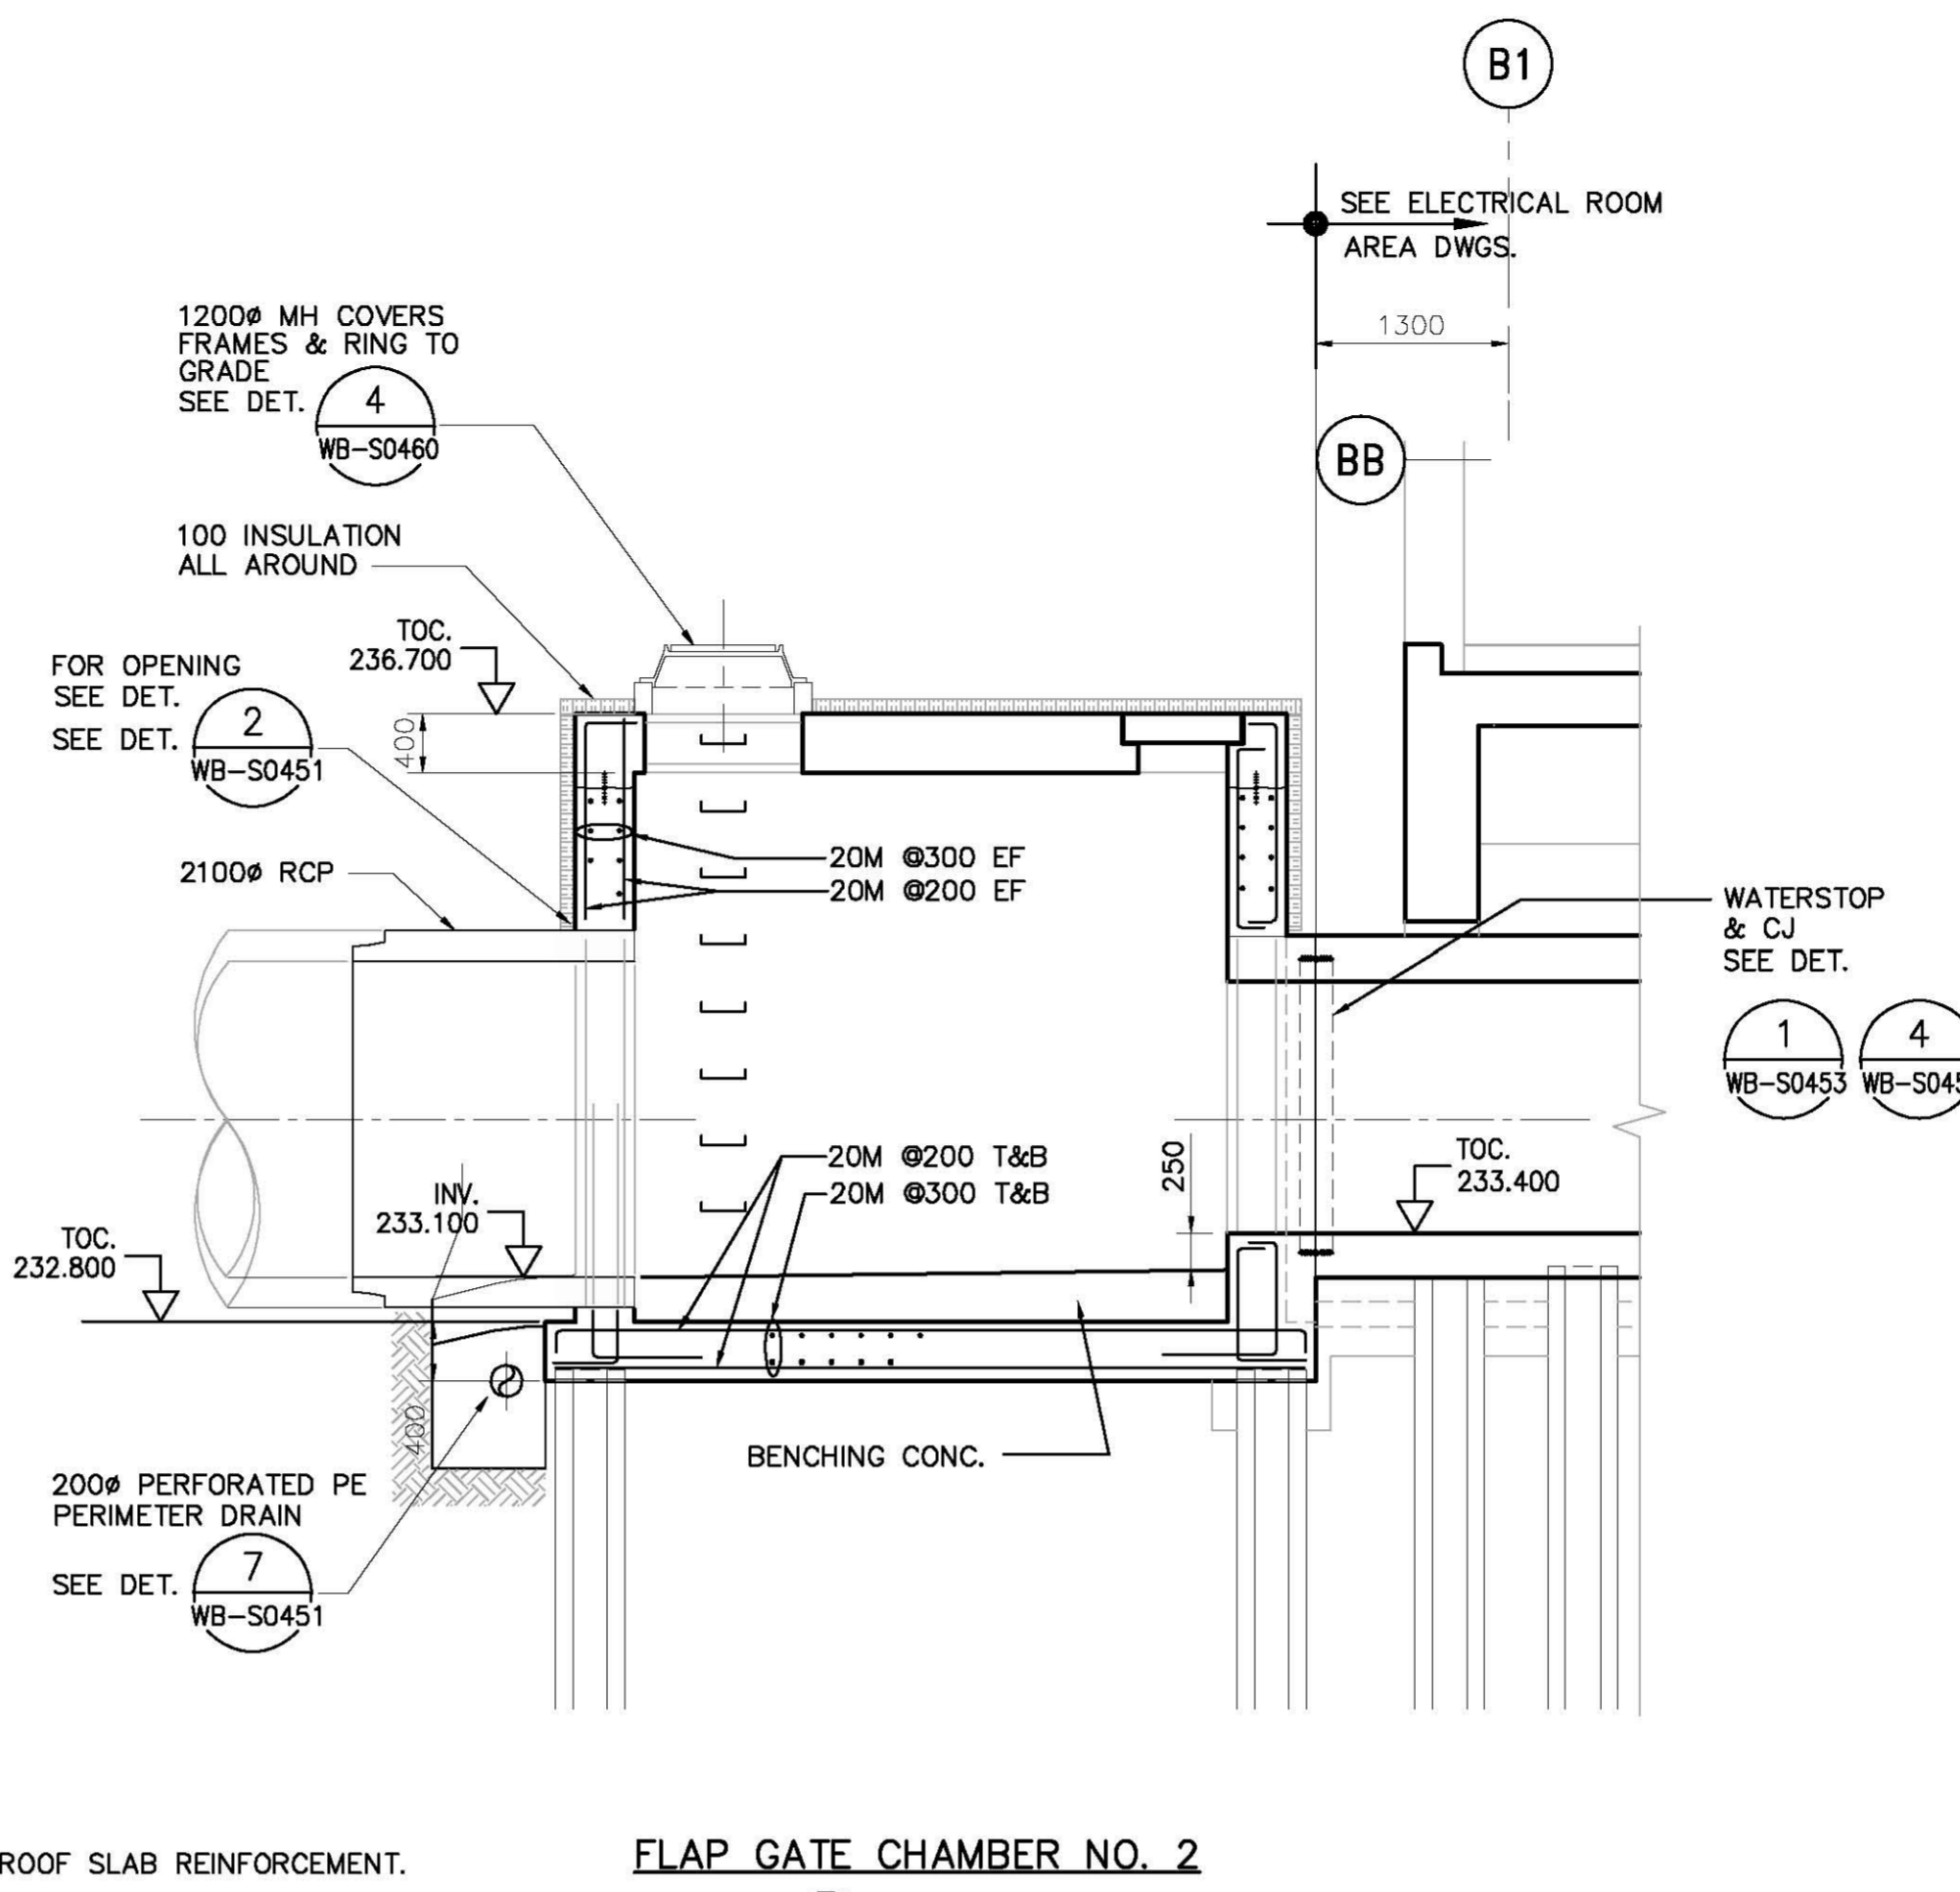 B1
SEE ELECTRICAL ROOM
AREA DWGS.
1300
1200ø MH COVERS
FRAMES & RING TO
GRADE
SEE DET.
4
WB-S0460
BB
100 INSULATION
ALL AROUND
TOC.
236.700
FOR OPENING
SEE DET.
SEE DET.
2
WB-S0451
400
2100ø RCP
20M @300 EF
20M @200 EF
WATERSTOP
& CJ
SEE DET.
1
WB-S0453
4
20M @200 T&B
20M @300 T&B
250
TOC.
233.400
INV.
233.100
TOC.
232.800
400
BENCHING CONC.
200ø PERFORATED PE
PERIMETER DRAIN
SEE DET.
7
WB-S0451
ROOF SLAB REINFORCEMENT.
FLAP GATE CHAMBER NO. 2